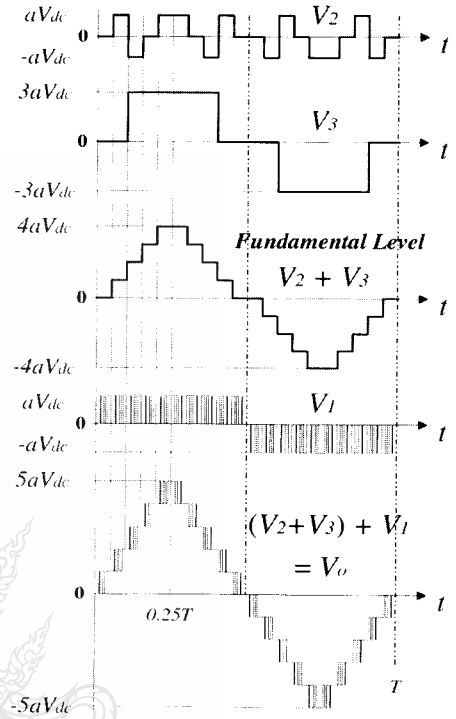 aVdc
V2
0
t
-aVdc
3aVdc
V3
0
t
-3aVdc
4aVdc
Fundamental Level
V2 + V3
0
t
-4aVdc
aVdc
V1
0
t
-aVdc
5aVdc
(V2+V3) + V1
= Vo
0
t
0.25T
T
-5aVdc